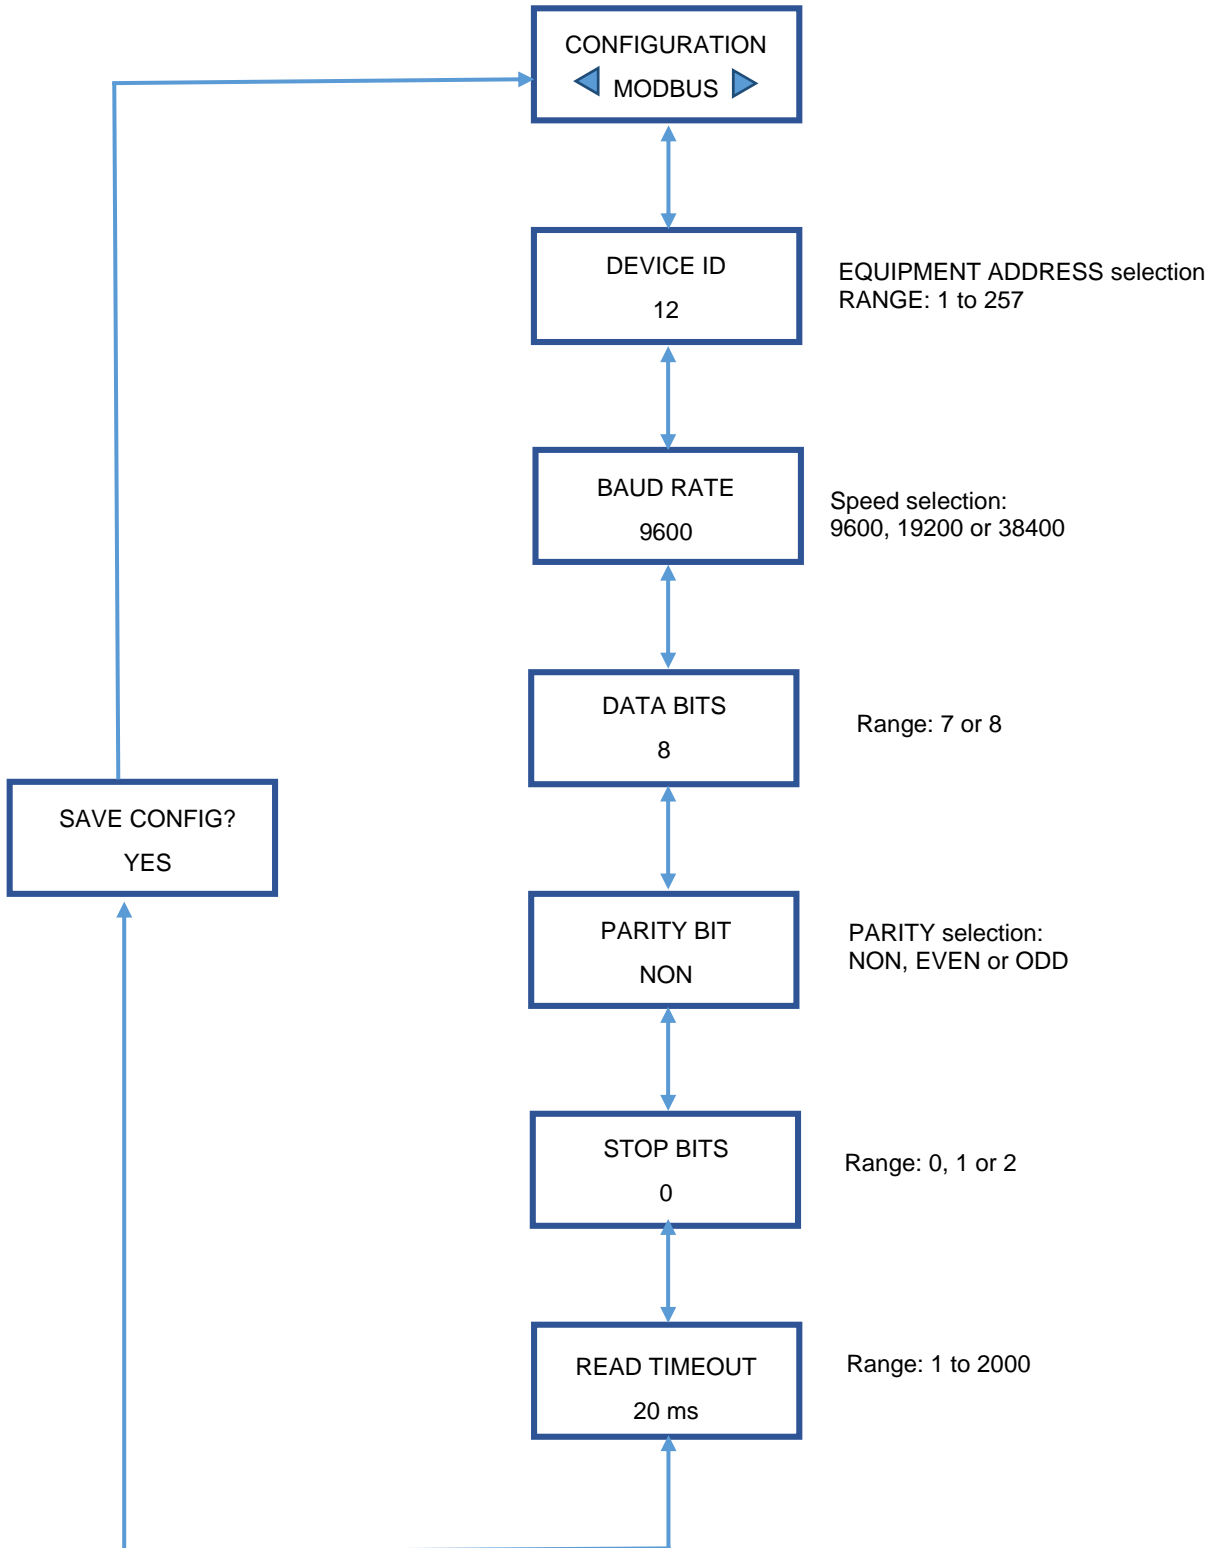 CONFIGURATION
MODBUS
DEVICE ID
12
EQUIPMENT ADDRESS selection
RANGE: 1 to 257
BAUD RATE
9600
Speed selection:
9600, 19200 or 38400
DATA BITS
8
Range: 7 or 8
SAVE CONFIG?
YES
PARITY BIT
NON
PARITY selection:
NON, EVEN or ODD
STOP BITS
0
Range: 0, 1 or 2
READ TIMEOUT
20 ms
Range: 1 to 2000